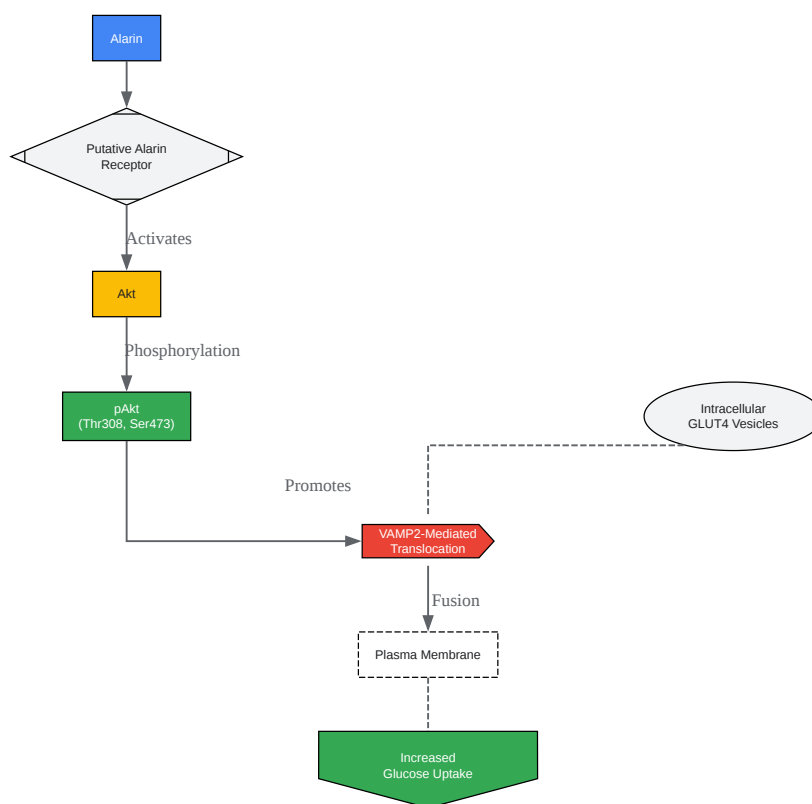 Alarin
Putative Alarin
Receptor
Activates
Akt
Phosphorylation
pAkt
(Thr308, Ser473)
Intracellular
GLUT4 Vesicles
Promotes
VAMP2-Mediated
Translocation
Fusion
Plasma Membrane
Increased
Glucose Uptake